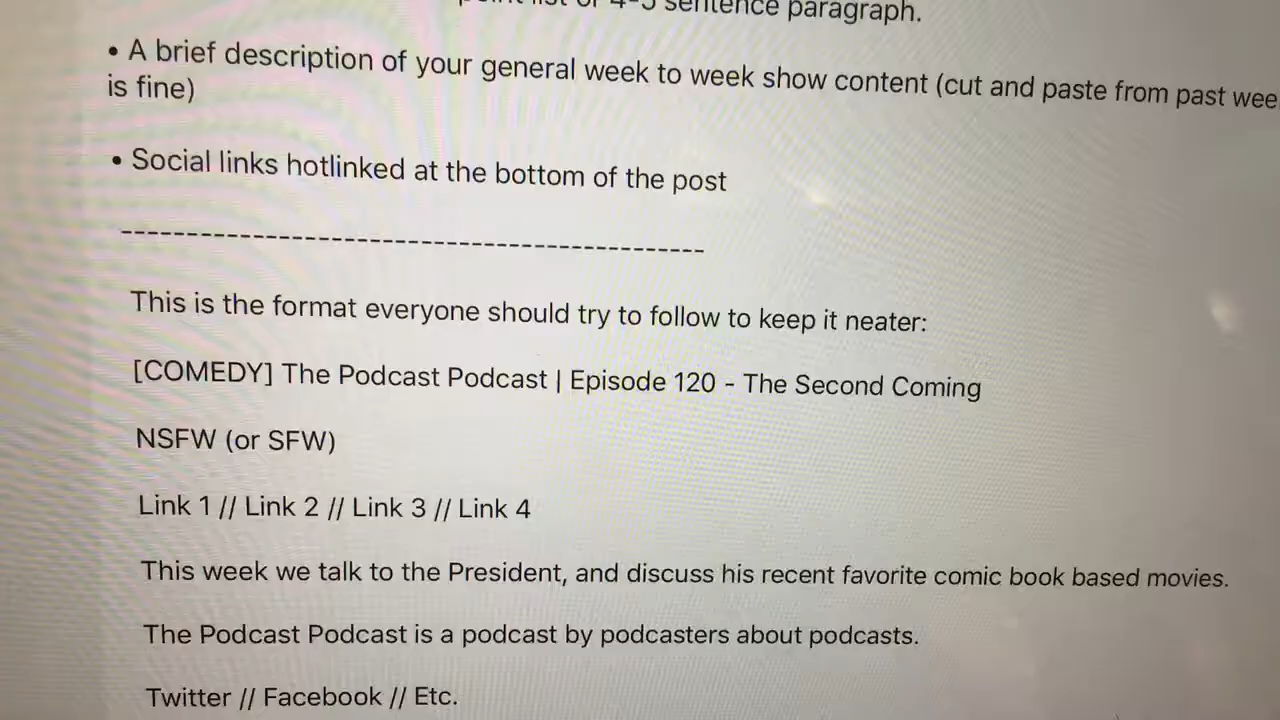 sentence paragraph.
• A brief description of your general week to week show content (cut and paste from past
is fine)
• Social links hotlinked at the bottom of the post
---------------------------------------------
This is the format everyone should try to follow to keep it neater:
[COMEDY] The Podcast Podcast | Episode 120 - The Second Coming
NSFW (or SFW)
Link 1 // Link 2 // Link 3 // Link 4
This week we talk to the President, and discuss his recent favorite comic book based movies.
The Podcast Podcast is a podcast by podcasters about podcasts.
Twitter // Facebook // Etc.